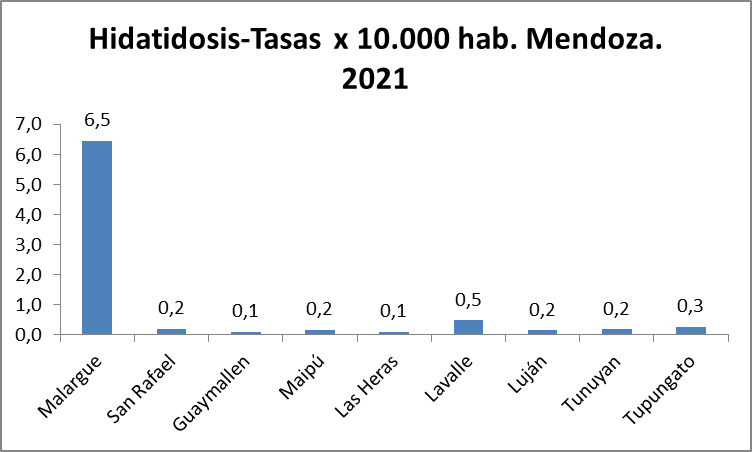 Hidatidosis-Tasas x 10.000 hab. Mendoza.
2021
7,0
6,0
5,0
4,0
3,0
2,0
1,0
0,0
6,5
0,2
0,1
0,2
0,1
0,5
0,2
0,2
0,3
Malargue
San Rafael
Guaymallen
Maipú
Las Heras
Lavalle
Luján
Tunuyan
Tupungato